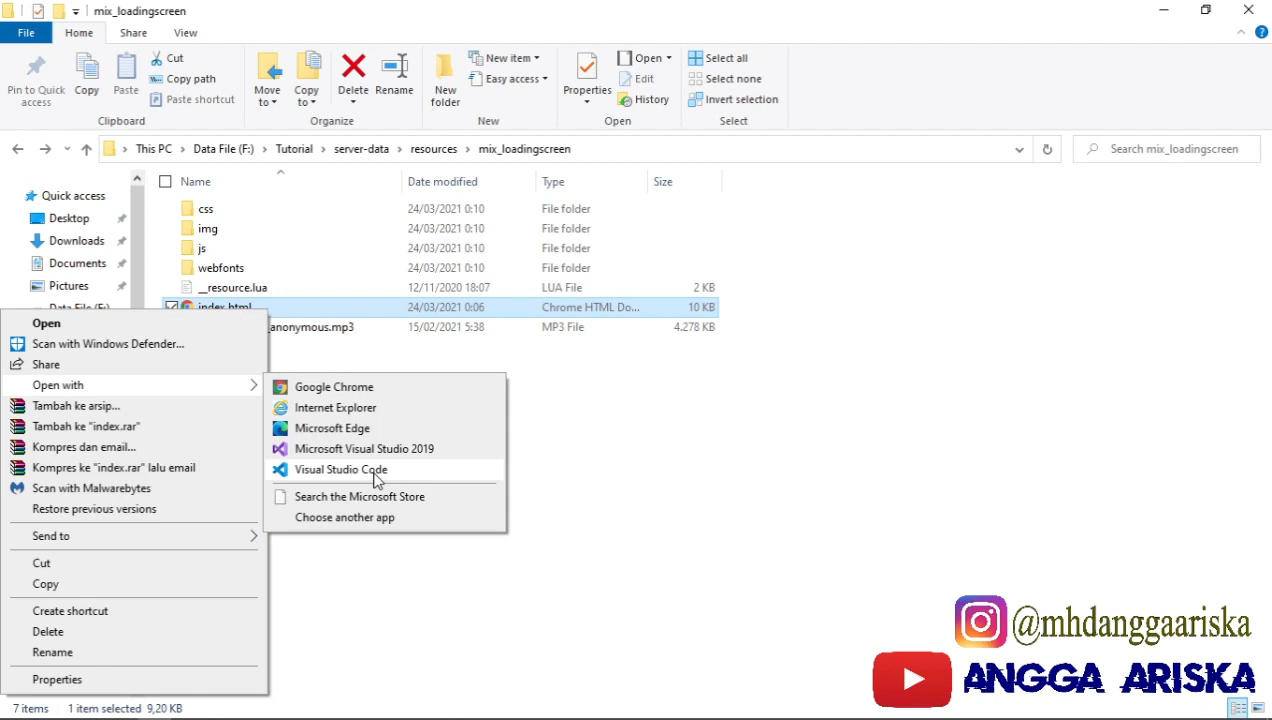 mix_loadingscreen
File
Home
Share
View
Pin to Quick access
Copy
Paste
Cut
Copy path
Paste shortcut
Clipboard
Move to
Copy to
Delete
Rename
Organize
New folder
New item
Easy access
New
Properties
Open
Edit
History
Open
Select all
Select none
Invert selection
Select
This PC > Data File (F:) > Tutorial > server-data > resources > mix_loadingscreen
Search mix_loadingscreen
Name Date modified Type Size
Quick access
Desktop
Downloads
Documents
Pictures
Data File (F:)
css 24/03/2021 0:10 File folder
img 24/03/2021 0:10 File folder
js 24/03/2021 0:10 File folder
webfonts 24/03/2021 0:10 File folder
__resource.lua 12/11/2020 18:07 LUA File 2 KB
index.html 24/03/2021 0:06 Chrome HTML Do... 10 KB
_anonymous.mp3 15/02/2021 5:38 MP3 File 4.278 KB
Open
Scan with Windows Defender...
Share
Open with
Tambah ke arsip...
Tambah ke "index.rar"
Kompres dan email...
Kompres ke "index.rar" lalu email
Scan with Malwarebytes
Restore previous versions
Send to
Cut
Copy
Create shortcut
Delete
Rename
Properties
Google Chrome
Internet Explorer
Microsoft Edge
Microsoft Visual Studio 2019
Visual Studio Code
Search the Microsoft Store
Choose another app
@mhdanggaariska
ANGGA ARISKA
7 items 1 item selected 9,20 KB